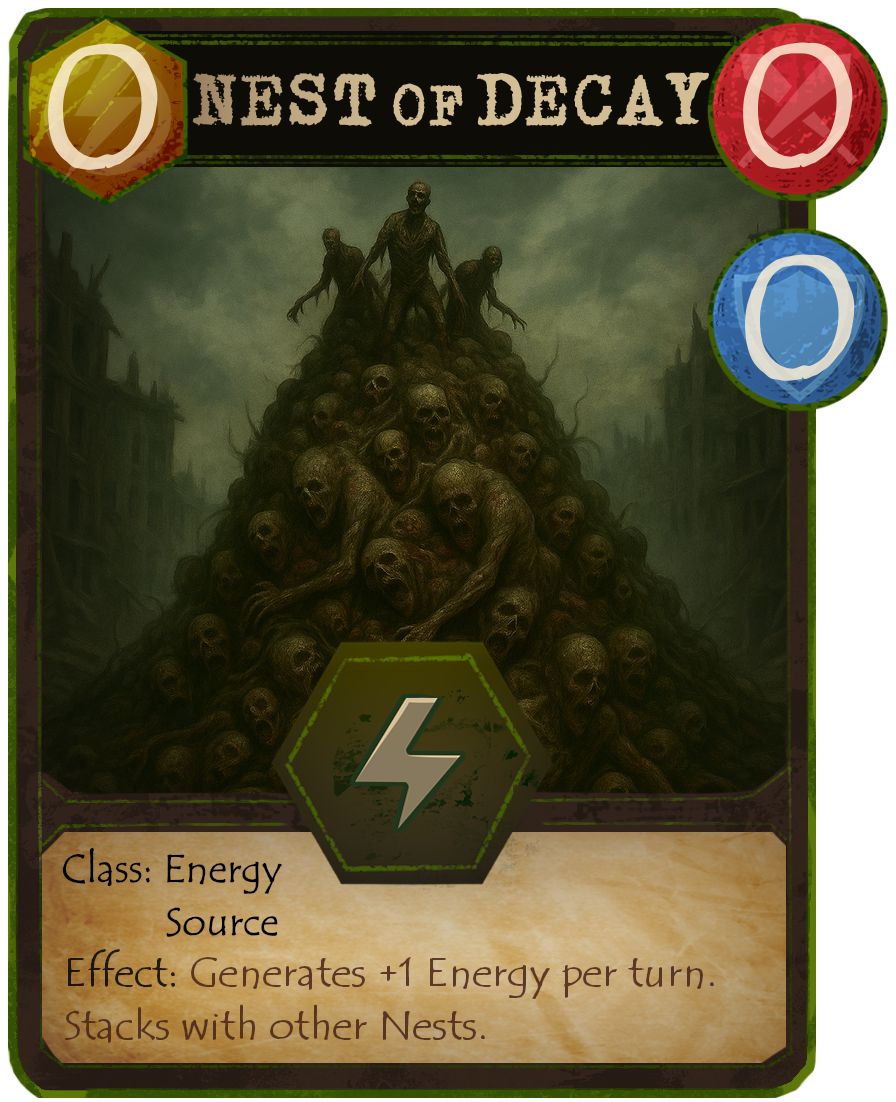 0 NEST OF DECAY 0
0
Class: Energy
Source
Effect: Generates +1 Energy per turn.
Stacks with other Nests.